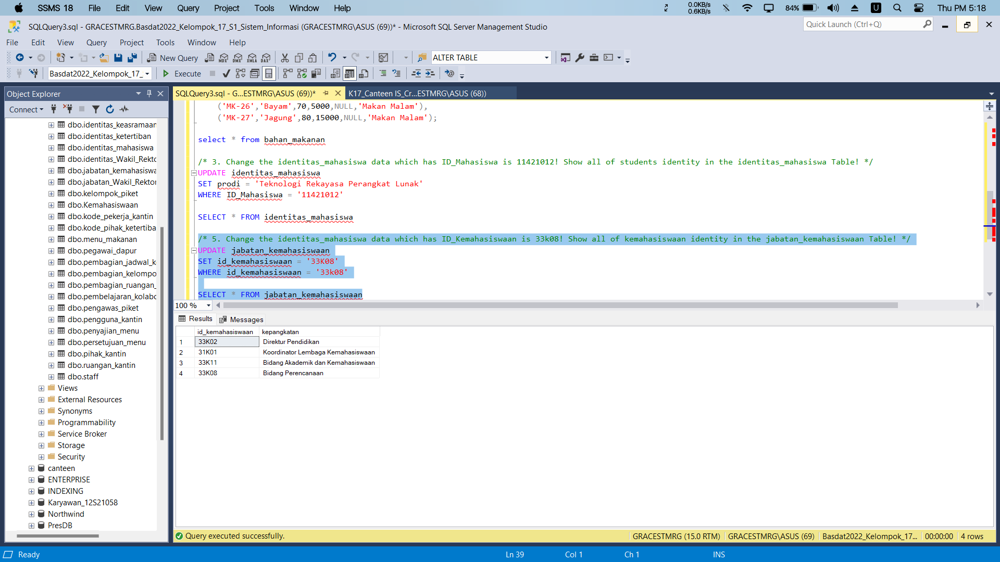 SSMS 18 File Edit View Query Project Tools Window Help 0.0KB/s 0.6KB/s 84% U Thu PM 5:18
SQLQuery3.sql - GRACESTMRG.Basdat2022_Kelompok_17_S1_Sistem_Informasi (GRACESTMRG\ASUS (69))* - Microsoft SQL Server Management Studio Quick Launch (Ctrl+Q)
File Edit View Query Project Tools Window Help
New Query MDX DMX XMLA DAX ALTER TABLE
Basdat2022_Kelompok_17_ Execute
Object Explorer
Connect
dbo.identitas_keasramaan
dbo.identitas_ketertiban
dbo.identitas_mahasiswa
dbo.identitas_Wakil_Rekto
dbo.jabatan_kemahasiswa
dbo.jabatan_Wakil_Rektor
dbo.kelompok_piket
dbo.Kemahasiswaan
dbo.kode_pekerja_kantin
dbo.kode_pihak_ketertiba
dbo.menu_makanan
dbo.pegawai_dapur
dbo.pembagian_jadwal_k
dbo.pembagian_kelompo
dbo.pembagian_ruangan_
dbo.pembelajaran_kolabo
dbo.pengawas_piket
dbo.pengguna_kantin
dbo.penyajian_menu
dbo.persetujuan_menu
dbo.pihak_kantin
dbo.ruangan_kantin
dbo.staff
Views
External Resources
Synonyms
Programmability
Service Broker
Storage
Security
canteen
ENTERPRISE
INDEXING
Karyawan_12S21058
Northwind
PresDB
SQLQuery3.sql - G...ESTMRG\ASUS (69))* K17_Canteen IS_Cr...ESTMRG\ASUS (68))
('MK-26','Bayam',70,5000,NULL,'Makan Malam'),
('MK-27','Jagung',80,15000,NULL,'Makan Malam');
select * from bahan_makanan
/* 3. Change the identitas_mahasiswa data which has ID_Mahasiswa is 11421012! Show all of students identity in the identitas_mahasiswa Table! */
UPDATE identitas_mahasiswa
SET prodi = 'Teknologi Rekayasa Perangkat Lunak'
WHERE ID_Mahasiswa = '11421012'
SELECT * FROM identitas_mahasiswa
/* 5. Change the identitas_mahasiswa data which has ID_Kemahasiswaan is 33k08! Show all of kemahasiswaan identity in the jabatan_kemahasiswaan Table! */
UPDATE jabatan_kemahasiswaan
SET id_kemahasiswaan = '33K08'
WHERE id_kemahasiswaan = '33k08'
SELECT * FROM jabatan_kemahasiswaan
100 %
Results Messages
id_kemahasiswaan kepangkatan
1 33K02 Direktur Pendidikan
2 31K01 Koordinator Lembaga Kemahasiswaan
3 33K11 Bidang Akademik dan Kemahasiswaan
4 33K08 Bidang Perencanaan
Query executed successfully. GRACESTMRG (15.0 RTM) GRACESTMRG\ASUS (69) Basdat2022_Kelompok_17... 00:00:00 4 rows
Ready Ln 39 Col 1 Ch 1 INS